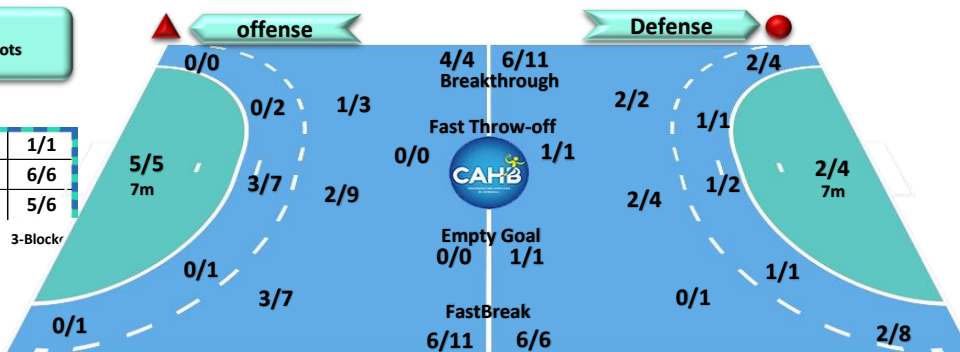 offense
Defense
ots
0/0
4/4
6/11
2/4
Breakthrough
0/2
1/3
2/2
1/1
Fast Throw-off
0/0
1/1
CAHB
1/1
6/6
5/6
3-Block
5/5
7m
3/7
2/9
2/4
1/2
2/4
7m
Empty Goal
0/0
1/1
0/1
3/7
0/1
1/1
FastBreak
0/1
6/11
6/6
2/8